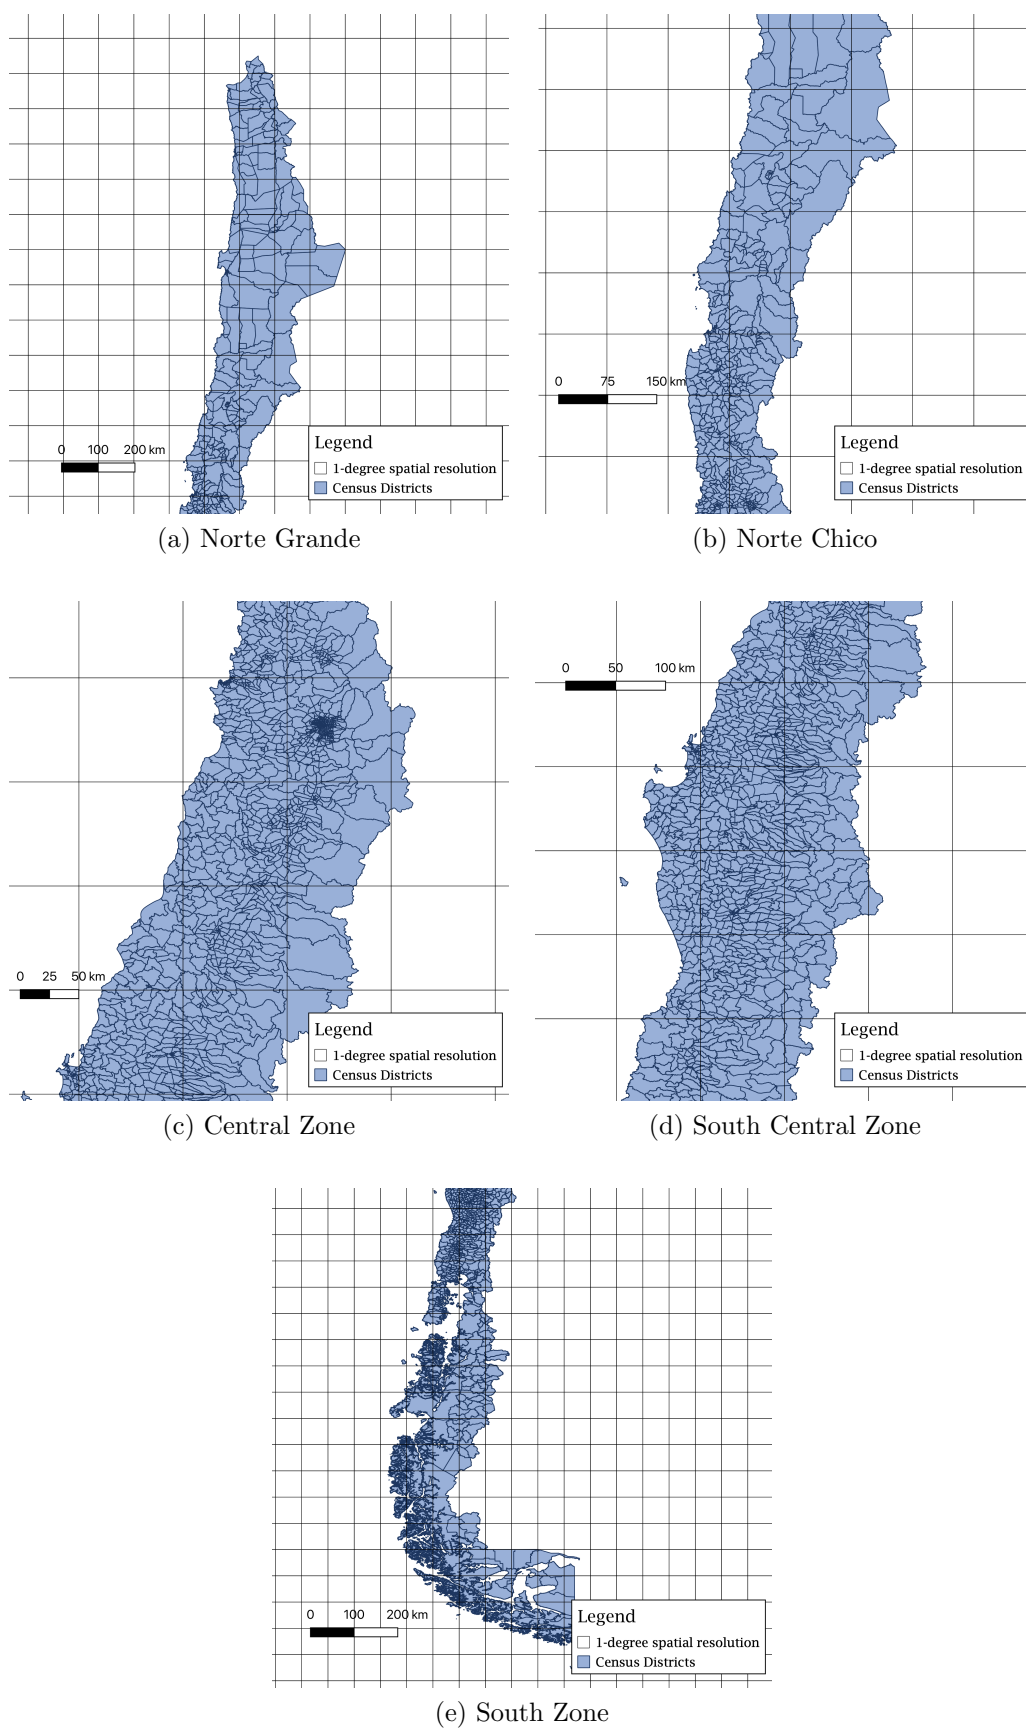 0 100 200 km
Legend
1-degree spatial resolution
Census Districts
(a) Norte Grande
0 75 150 km
Legend
1-degree spatial resolution
Census Districts
(b) Norte Chico
0 25 50 km
Legend
1-degree spatial resolution
Census Districts
(c) Central Zone
0 50 100 km
Legend
1-degree spatial resolution
Census Districts
(d) South Central Zone
0 100 200 km
Legend
1-degree spatial resolution
Census Districts
(e) South Zone